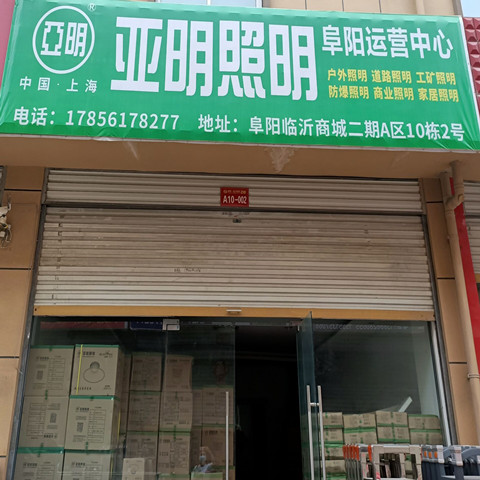 亞明®
中国·上海
亚明照明
阜阳运营中心
户外照明 道路照明 工矿照明
防爆照明 商业照明 家居照明
电话：17856178277 地址：阜阳临沂商城二期A区10栋2号
A10-002